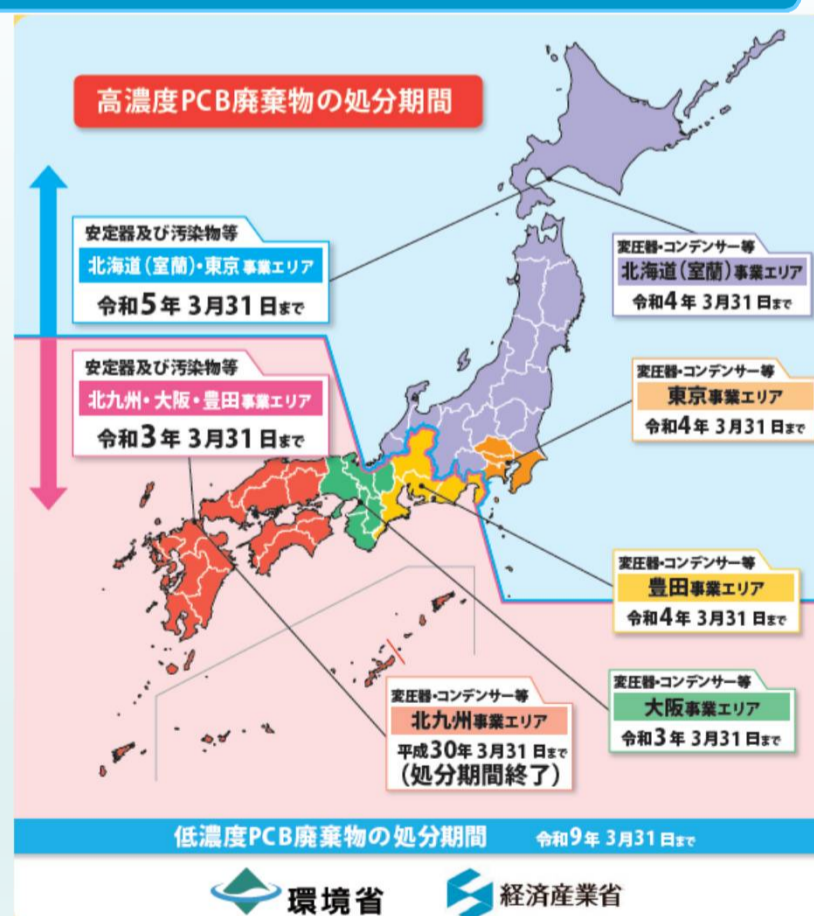 高濃度PCB廃棄物の処分期間
安定器及び汚染物等
北海道(室蘭)・東京事業エリア
令和5年 3月31日まで
変圧器・コンデンサー等
北海道(室蘭)事業エリア
令和4年 3月31日まで
安定器及び汚染物等
北九州・大阪・豊田事業エリア
令和3年 3月31日まで
変圧器・コンデンサー等
東京事業エリア
令和4年 3月31日まで
変圧器・コンデンサー等
豊田事業エリア
令和4年 3月31日まで
変圧器・コンデンサー等
大阪事業エリア
令和3年 3月31日まで
変圧器・コンデンサー等
北九州事業エリア
平成30年 3月31日まで
(処分期間終了)
低濃度PCB廃棄物の処分期間 令和9年 3月31日まで
環境省 経済産業省